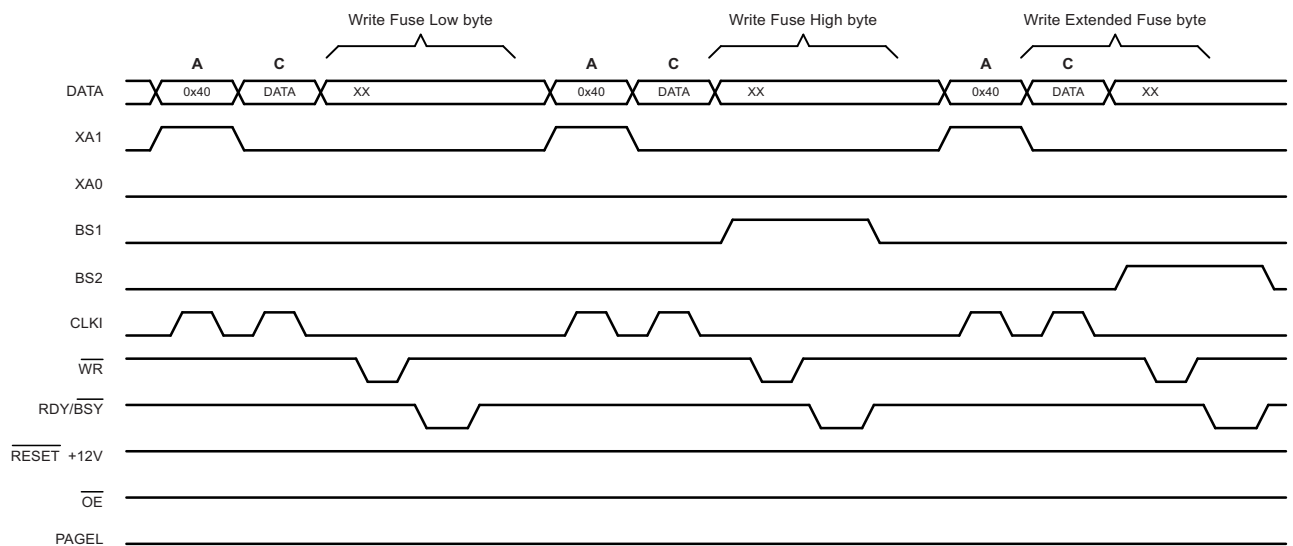 Write Fuse Low byte Write Fuse High byte Write Extended Fuse byte
A C A C A C
DATA 0x40 DATA XX 0x40 DATA XX 0x40 DATA XX
XA1
XA0
BS1
BS2
CLKI
WR
RDY/BSY
RESET +12V
OE
PAGEL